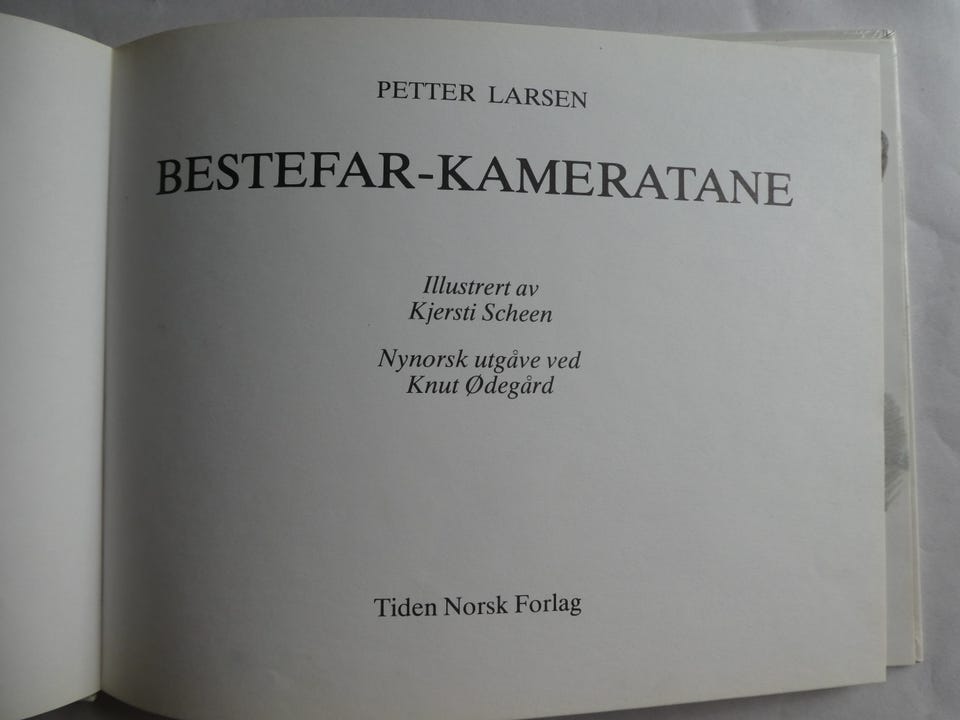 PETTER LARSEN
BESTEFAR-KAMERATANE
Illustrert av
Kjersti Scheen
Nynorsk utgåve ved
Knut Ødegård
Tiden Norsk Forlag